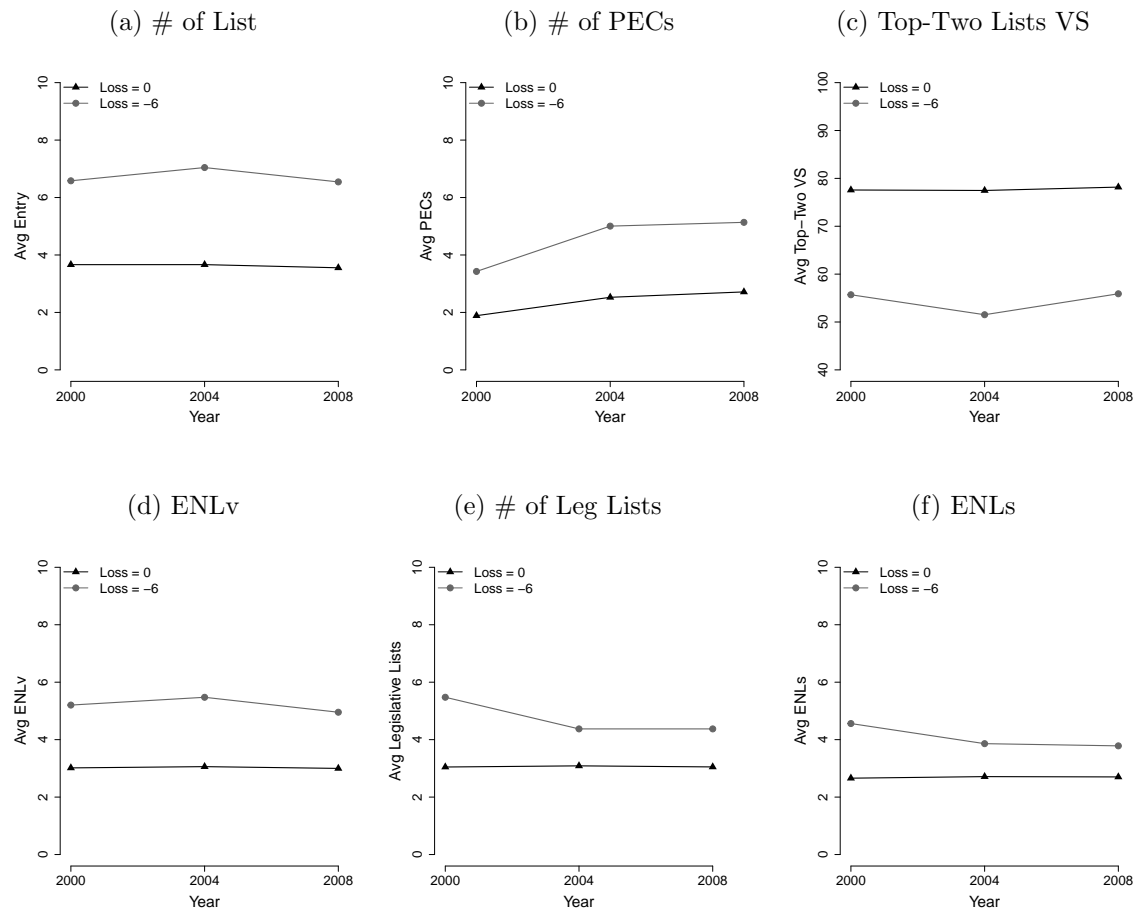 (a) # of List
(b) # of PECs
(c) Top-Two Lists VS
Loss = 0
Loss = −6
Avg Entry
0 2 4 6 8 10
2000 2004 2008
Year
Loss = 0
Loss = −6
Avg PECs
0 2 4 6 8 10
2000 2004 2008
Year
Loss = 0
Loss = −6
Avg Top−Two VS
40 50 60 70 80 90 100
2000 2004 2008
Year
(d) ENLv
(e) # of Leg Lists
(f) ENLs
Loss = 0
Loss = −6
Avg ENLv
0 2 4 6 8 10
2000 2004 2008
Year
Loss = 0
Loss = −6
Avg Legislative Lists
0 2 4 6 8 10
2000 2004 2008
Year
Loss = 0
Loss = −6
Avg ENLs
0 2 4 6 8 10
2000 2004 2008
Year